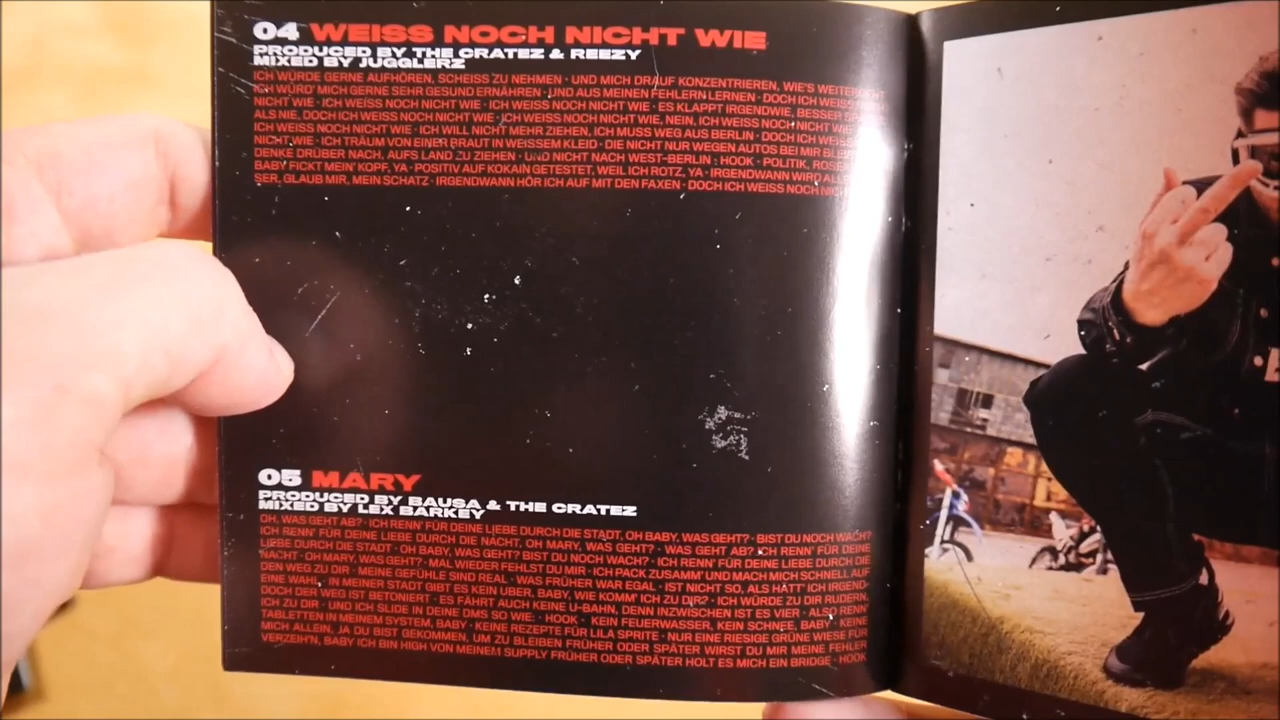 04 WEISS NOCH NICHT WIE
PRODUCED BY THE CRATEZ & REEZY
MIXED BY JUGGLERZ
ICH WÜRDE GERNE AUFHÖREN, SCHEISS ZU NEHMEN · UND MICH DRAUF KONZENTRIEREN, WIE'S WEITERGEHT
ICH WÜRD' MICH GERNE SEHR GESUND ERNÄHREN · UND AUS MEINEN FEHLERN LERNEN · DOCH ICH WEISS NOCH
NICHT WIE · ICH WEISS NOCH NICHT WIE · ICH WEISS NOCH NICHT WIE · ES KLAPPT IRGENDWIE, BESSER
ALS NIE, DOCH ICH WEISS NOCH NICHT WIE · ICH WEISS NOCH NICHT WIE, NEIN, ICH WEISS NOCH NICHT WIE
ICH WEISS NOCH NICHT WIE · ICH WILL NICHT MEHR ZIEHEN, ICH MUSS WEG AUS BERLIN · DOCH ICH WEISS
NICHT WIE · ICH TRÄUM VON EINER BRAUT IN WEISSEM KLEID · DIE NICHT NUR WEGEN AUTOS BEI MIR
DENKE DRÜBER NACH, AUFS LAND ZU ZIEHEN · UND NICHT NACH WEST-BERLIN : HOOK · POLITIK,
BABY FICKT MEIN' KOPF, YA · POSITIV AUF KOKAIN GETESTET, WEIL ICH ROTZ, YA · IRGENDWANN WIRD
SER, GLAUB MIR, MEIN SCHATZ · IRGENDWANN HÖR ICH AUF MIT DEN FAXEN · DOCH ICH WEISS NOCH
05 MARY
PRODUCED BY BAUSA & THE CRATEZ
MIXED BY LEX BARKEY
OH, WAS GEHT AB? · ICH RENN' FÜR DEINE LIEBE DURCH DIE STADT, OH BABY, WAS GEHT? · BIST DU NOCH WACH?
ICH RENN' FÜR DEINE LIEBE DURCH DIE NACHT, OH MARY, WAS GEHT? · WAS GEHT AB? ICH RENN' FÜR DEINE
LIEBE DURCH DIE STADT · OH BABY, WAS GEHT? BIST DU NOCH WACH? · ICH RENN' FÜR DEINE LIEBE DURCH DIE
NACHT · OH MARY, WAS GEHT? · MAL WIEDER FEHLST DU MIR · ICH PACK ZUSAMM' UND MACH MICH SCHNELL AUF
DEN WEG ZU DIR · MEINE GEFÜHLE SIND REAL · WAS FRÜHER WAR EGAL · IST NICHT SO, ALS HÄTT' ICH IRGEND-
EINE WAHL · IN MEINER STADT GIBT ES KEIN ÜBER, BABY, WIE KOMM' ICH ZU DIR? · ICH WÜRDE ZU DIR RUDERN,
DOCH DER WEG IST BETONIERT · ES FÄHRT AUCH KEINE U-BAHN, DENN INZWISCHEN IST ES VIER · ALSO RENN'
ICH ZU DIR · UND ICH SLIDE IN DEINE DMS SO WIE: · HOOK · KEIN FEUERWASSER, KEIN SCHNEE, BABY · KEINE
TABLETTEN IN MEINEM SYSTEM, BABY · KEINE REZEPTE FÜR LILA SPRITE · NUR EINE RIESIGE GRÜNE WIESE FÜR
MICH ALLEIN, JA DU BIST GEKOMMEN, UM ZU BLEIBEN FRÜHER ODER SPÄTER WIRST DU MIR MEINE FEHLER
VERZEIH'N, BABY ICH BIN HIGH VON MEINEM SUPPLY FRÜHER ODER SPÄTER HOLT ES MICH EIN BRIDGE · HOOK